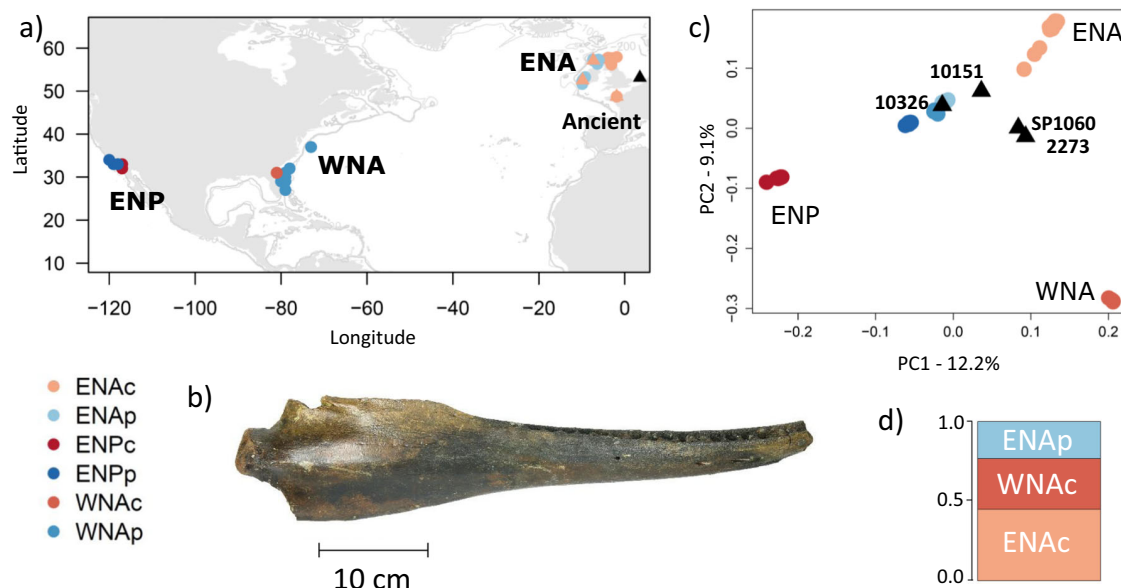 a)
Latitude
60
50
40
30
20
10
ENA
Ancient
WNA
ENP
200
−120
−100
−80
−60
−40
−20
0
Longitude
c)
PC2 - 9.1%
0.1
0.0
−0.1
−0.2
−0.3
ENA
10151
10326
SP1060
2273
ENP
WNA
−0.2
−0.1
0.0
0.1
0.2
PC1 - 12.2%
ENAc
ENAp
ENPc
ENPp
WNAc
WNAp
b)
10 cm
d)
1.0
0.5
0.0
ENAp
WNAc
ENAc